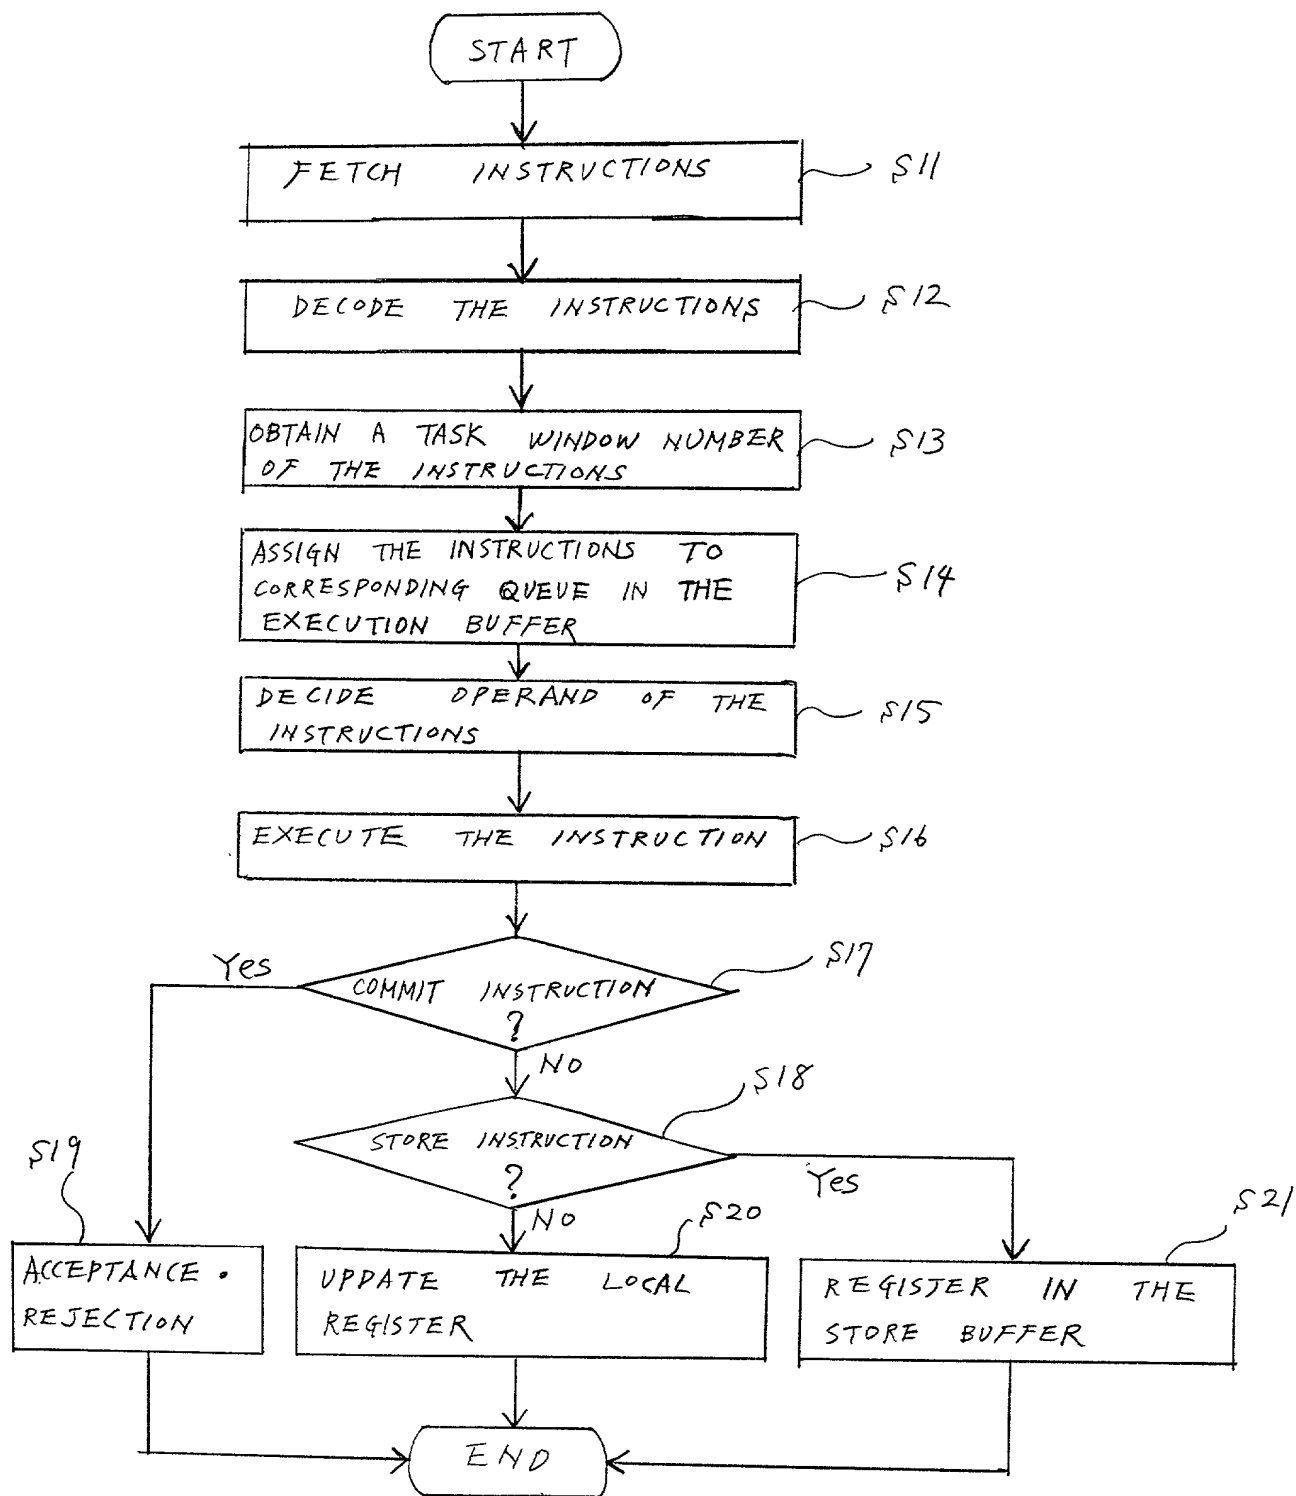 START
FETCH INSTRUCTIONS
S11
DECODE THE INSTRUCTIONS
S12
OBTAIN A TASK WINDOW NUMBER
OF THE INSTRUCTIONS
S13
ASSIGN THE INSTRUCTIONS TO
CORRESPONDING QUEUE IN THE
EXECUTION BUFFER
S14
DECIDE OPERAND OF THE
INSTRUCTIONS
S15
EXECUTE THE INSTRUCTION
S16
Yes
COMMIT INSTRUCTION
?
S17
NO
S18
STORE INSTRUCTION
?
Yes
NO
S19
S20
S21
ACCEPTANCE •
REJECTION
UPDATE THE LOCAL
REGISTER
REGISTER IN THE
STORE BUFFER
END